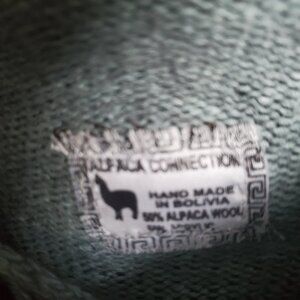 ALPACA CONNECTION
HAND MADE
IN BOLIVIA
50% ALPACA WOOL